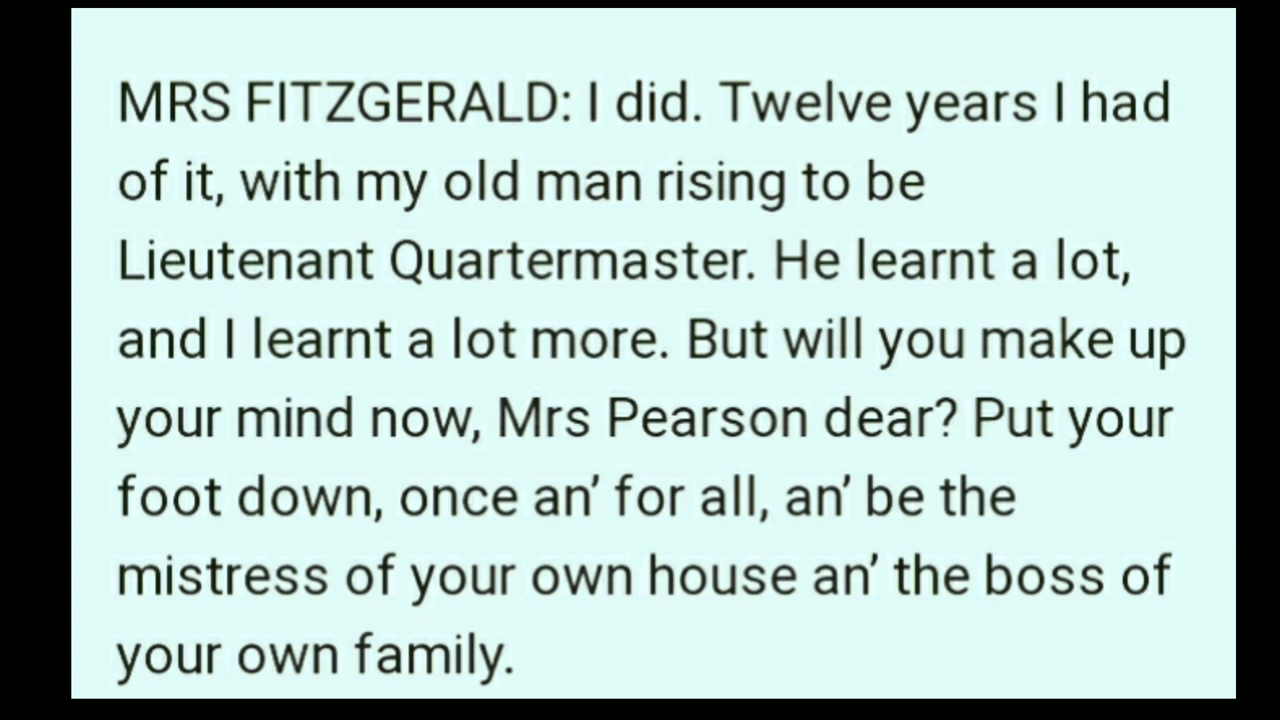 MRS FITZGERALD: I did. Twelve years I had
of it, with my old man rising to be
Lieutenant Quartermaster. He learnt a lot,
and I learnt a lot more. But will you make up
your mind now, Mrs Pearson dear? Put your
foot down, once an’ for all, an’ be the
mistress of your own house an’ the boss of
your own family.